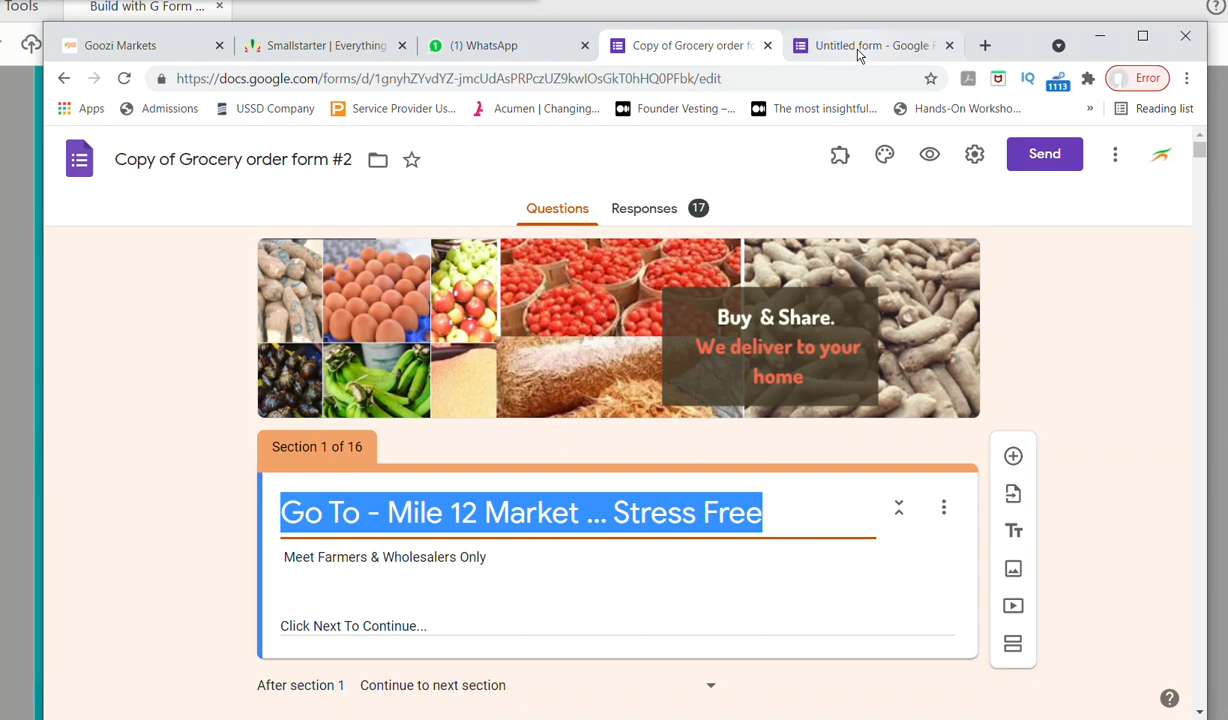 Tools
Build with G Form ...
Goozi Markets
Smallstarter | Everything
(1) WhatsApp
Copy of Grocery order fo
Untitled form - Google F
https://docs.google.com/forms/d/1gnyhZYvdYZ-jmcUdAsPRPczUZ9kwIOsGkT0hHQ0PFbk/edit
IQ
1113
Error
Apps
Admissions
USSD Company
Service Provider Us...
Acumen | Changing...
Founder Vesting –...
The most insightful...
Hands-On Worksho...
»
Reading list
Copy of Grocery order form #2
Send
Questions
Responses 17
Buy & Share.
We deliver to your
home
Section 1 of 16
Go To - Mile 12 Market ... Stress Free
Meet Farmers & Wholesalers Only
Click Next To Continue...
After section 1 Continue to next section